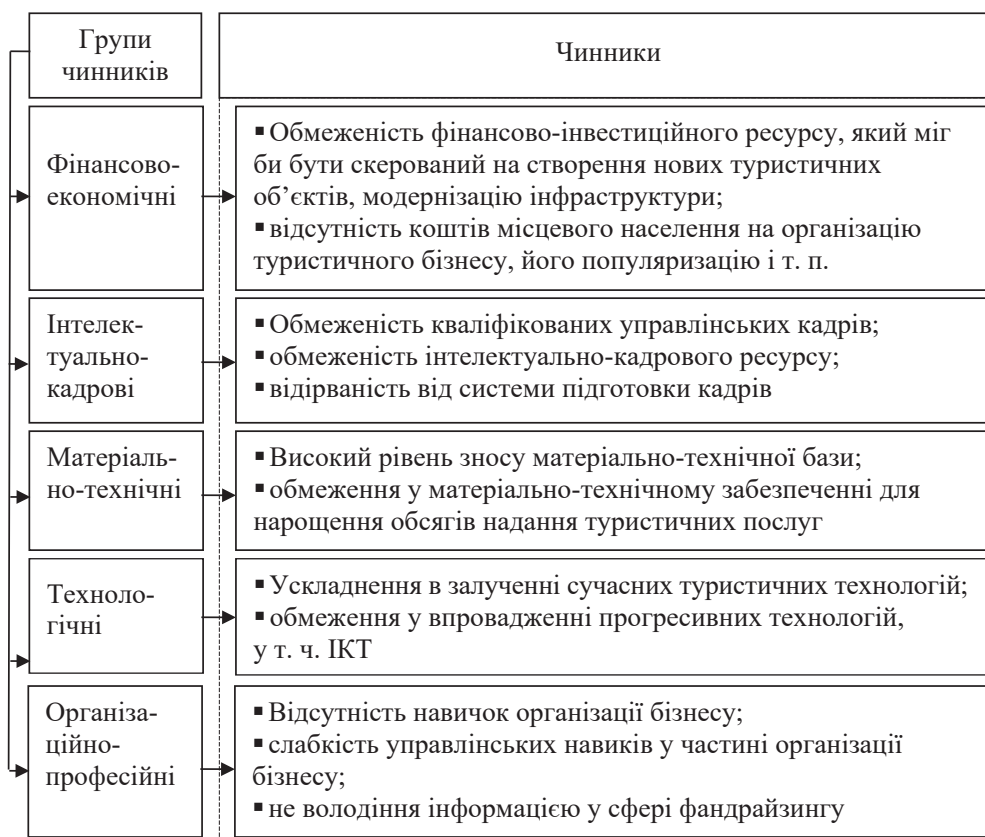 Групи
чинників
Чинники
Фінансово-
економічні
▪ Обмеженість фінансово-інвестиційного ресурсу, який міг
би бути скерований на створення нових туристичних
об’єктів, модернізацію інфраструктури;
▪ відсутність коштів місцевого населення на організацію
туристичного бізнесу, його популяризацію і т. п.
Інтелек-
туально-
кадрові
▪ Обмеженість кваліфікованих управлінських кадрів;
▪ обмеженість інтелектуально-кадрового ресурсу;
▪ відірваність від системи підготовки кадрів
Матеріаль-
но-технічні
▪ Високий рівень зносу матеріально-технічної бази;
▪ обмеження у матеріально-технічному забезпеченні для
нарощення обсягів надання туристичних послуг
Техноло-
гічні
▪ Ускладнення в залученні сучасних туристичних технологій;
▪ обмеження у впровадженні прогресивних технологій,
у т. ч. ІКТ
Організа-
ційно-
професійні
▪ Відсутність навичок організації бізнесу;
▪ слабкість управлінських навиків у частині організації
бізнесу;
▪ не володіння інформацією у сфері фандрайзингу